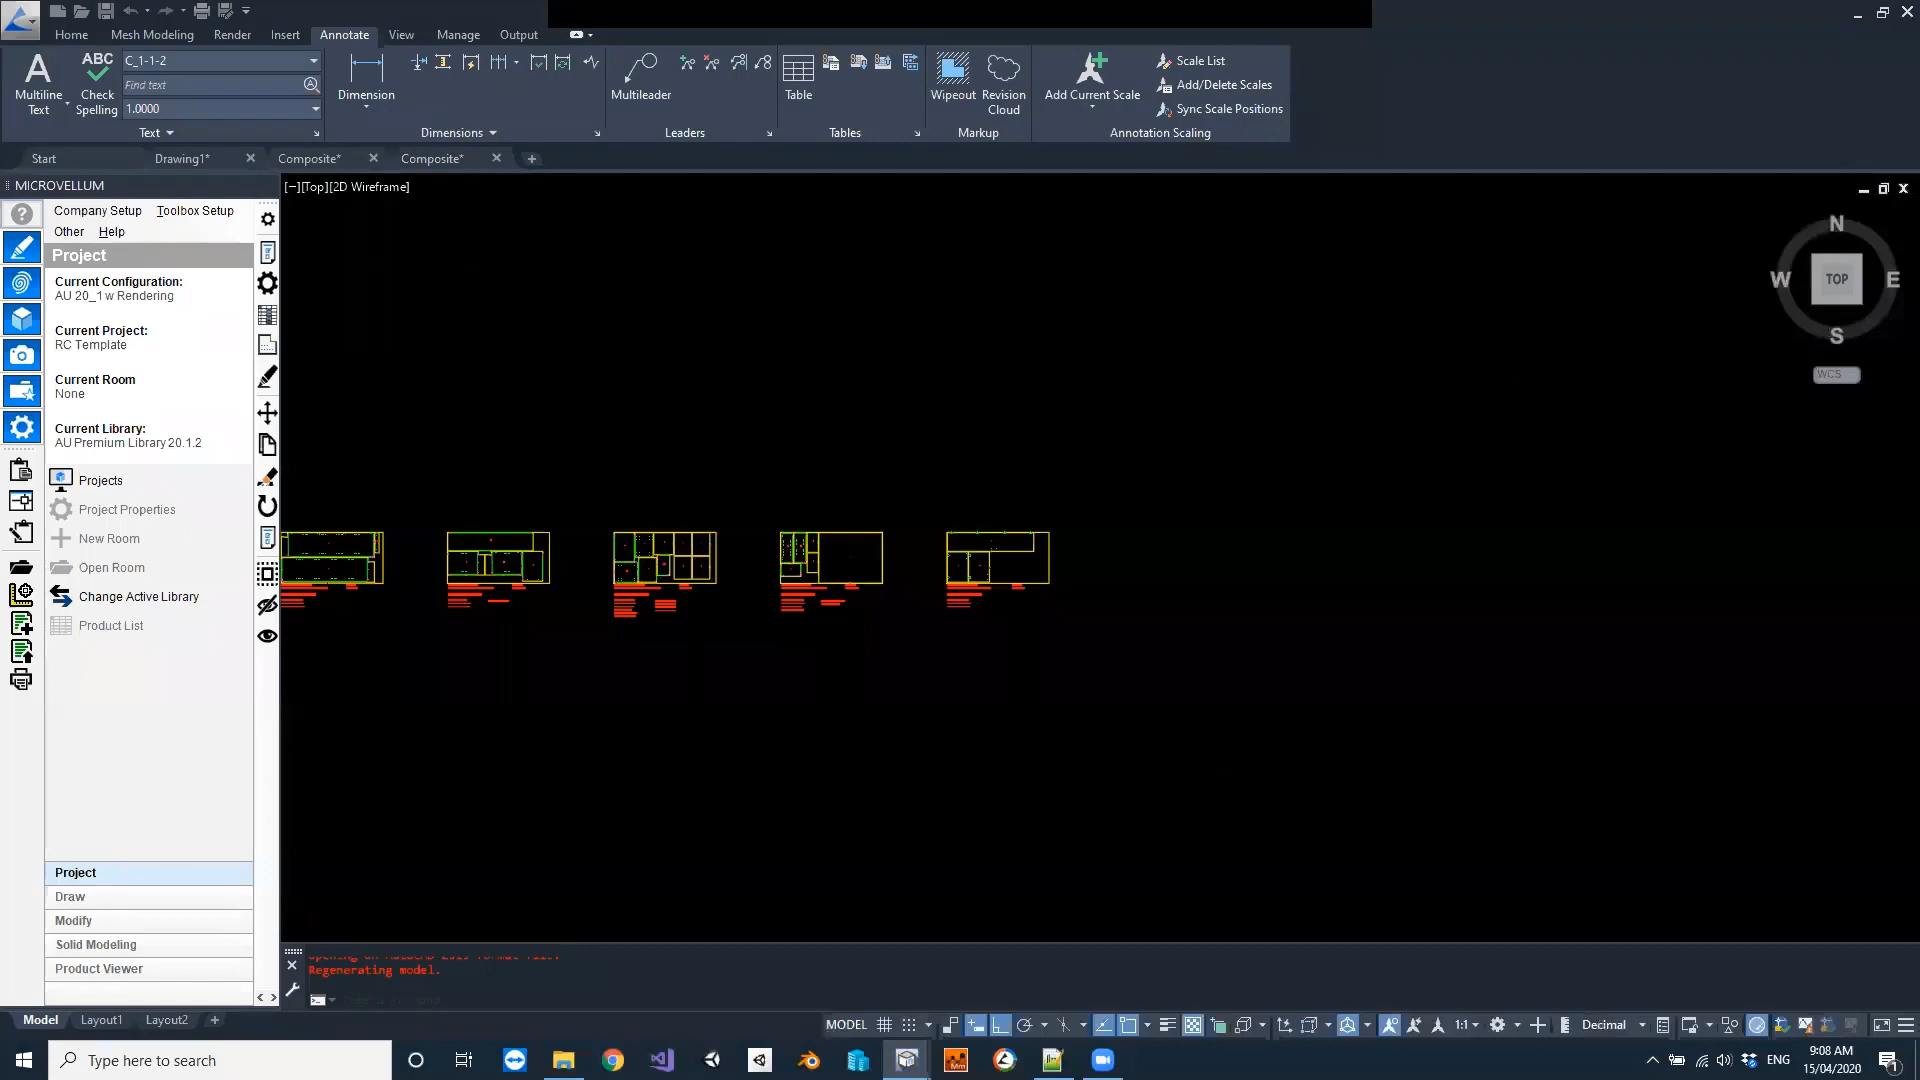 Home Mesh Modeling Render Insert Annotate View Manage Output
Multiline Text
ABC Check Spelling
C_1-1-2
Find text
1.0000
Text
Dimension
Dimensions
Multileader
Leaders
Table
Tables
Wipeout
Revision Cloud
Markup
Add Current Scale
Scale List
Add/Delete Scales
Sync Scale Positions
Annotation Scaling
Start Drawing1* Composite* Composite*
MICROVELLUM
[−][Top][2D Wireframe]
Company Setup Toolbox Setup
Other Help
Project
Current Configuration:
AU 20_1 w Rendering
Current Project:
RC Template
Current Room
None
Current Library:
AU Premium Library 20.1.2
Projects
Project Properties
New Room
Open Room
Change Active Library
Product List
N
W TOP E
S
WCS
Project
Draw
Modify
Solid Modeling
Product Viewer
Regenerating model.
Model Layout1 Layout2
MODEL 1:1 Decimal
Type here to search
ENG
9:08 AM
15/04/2020
1